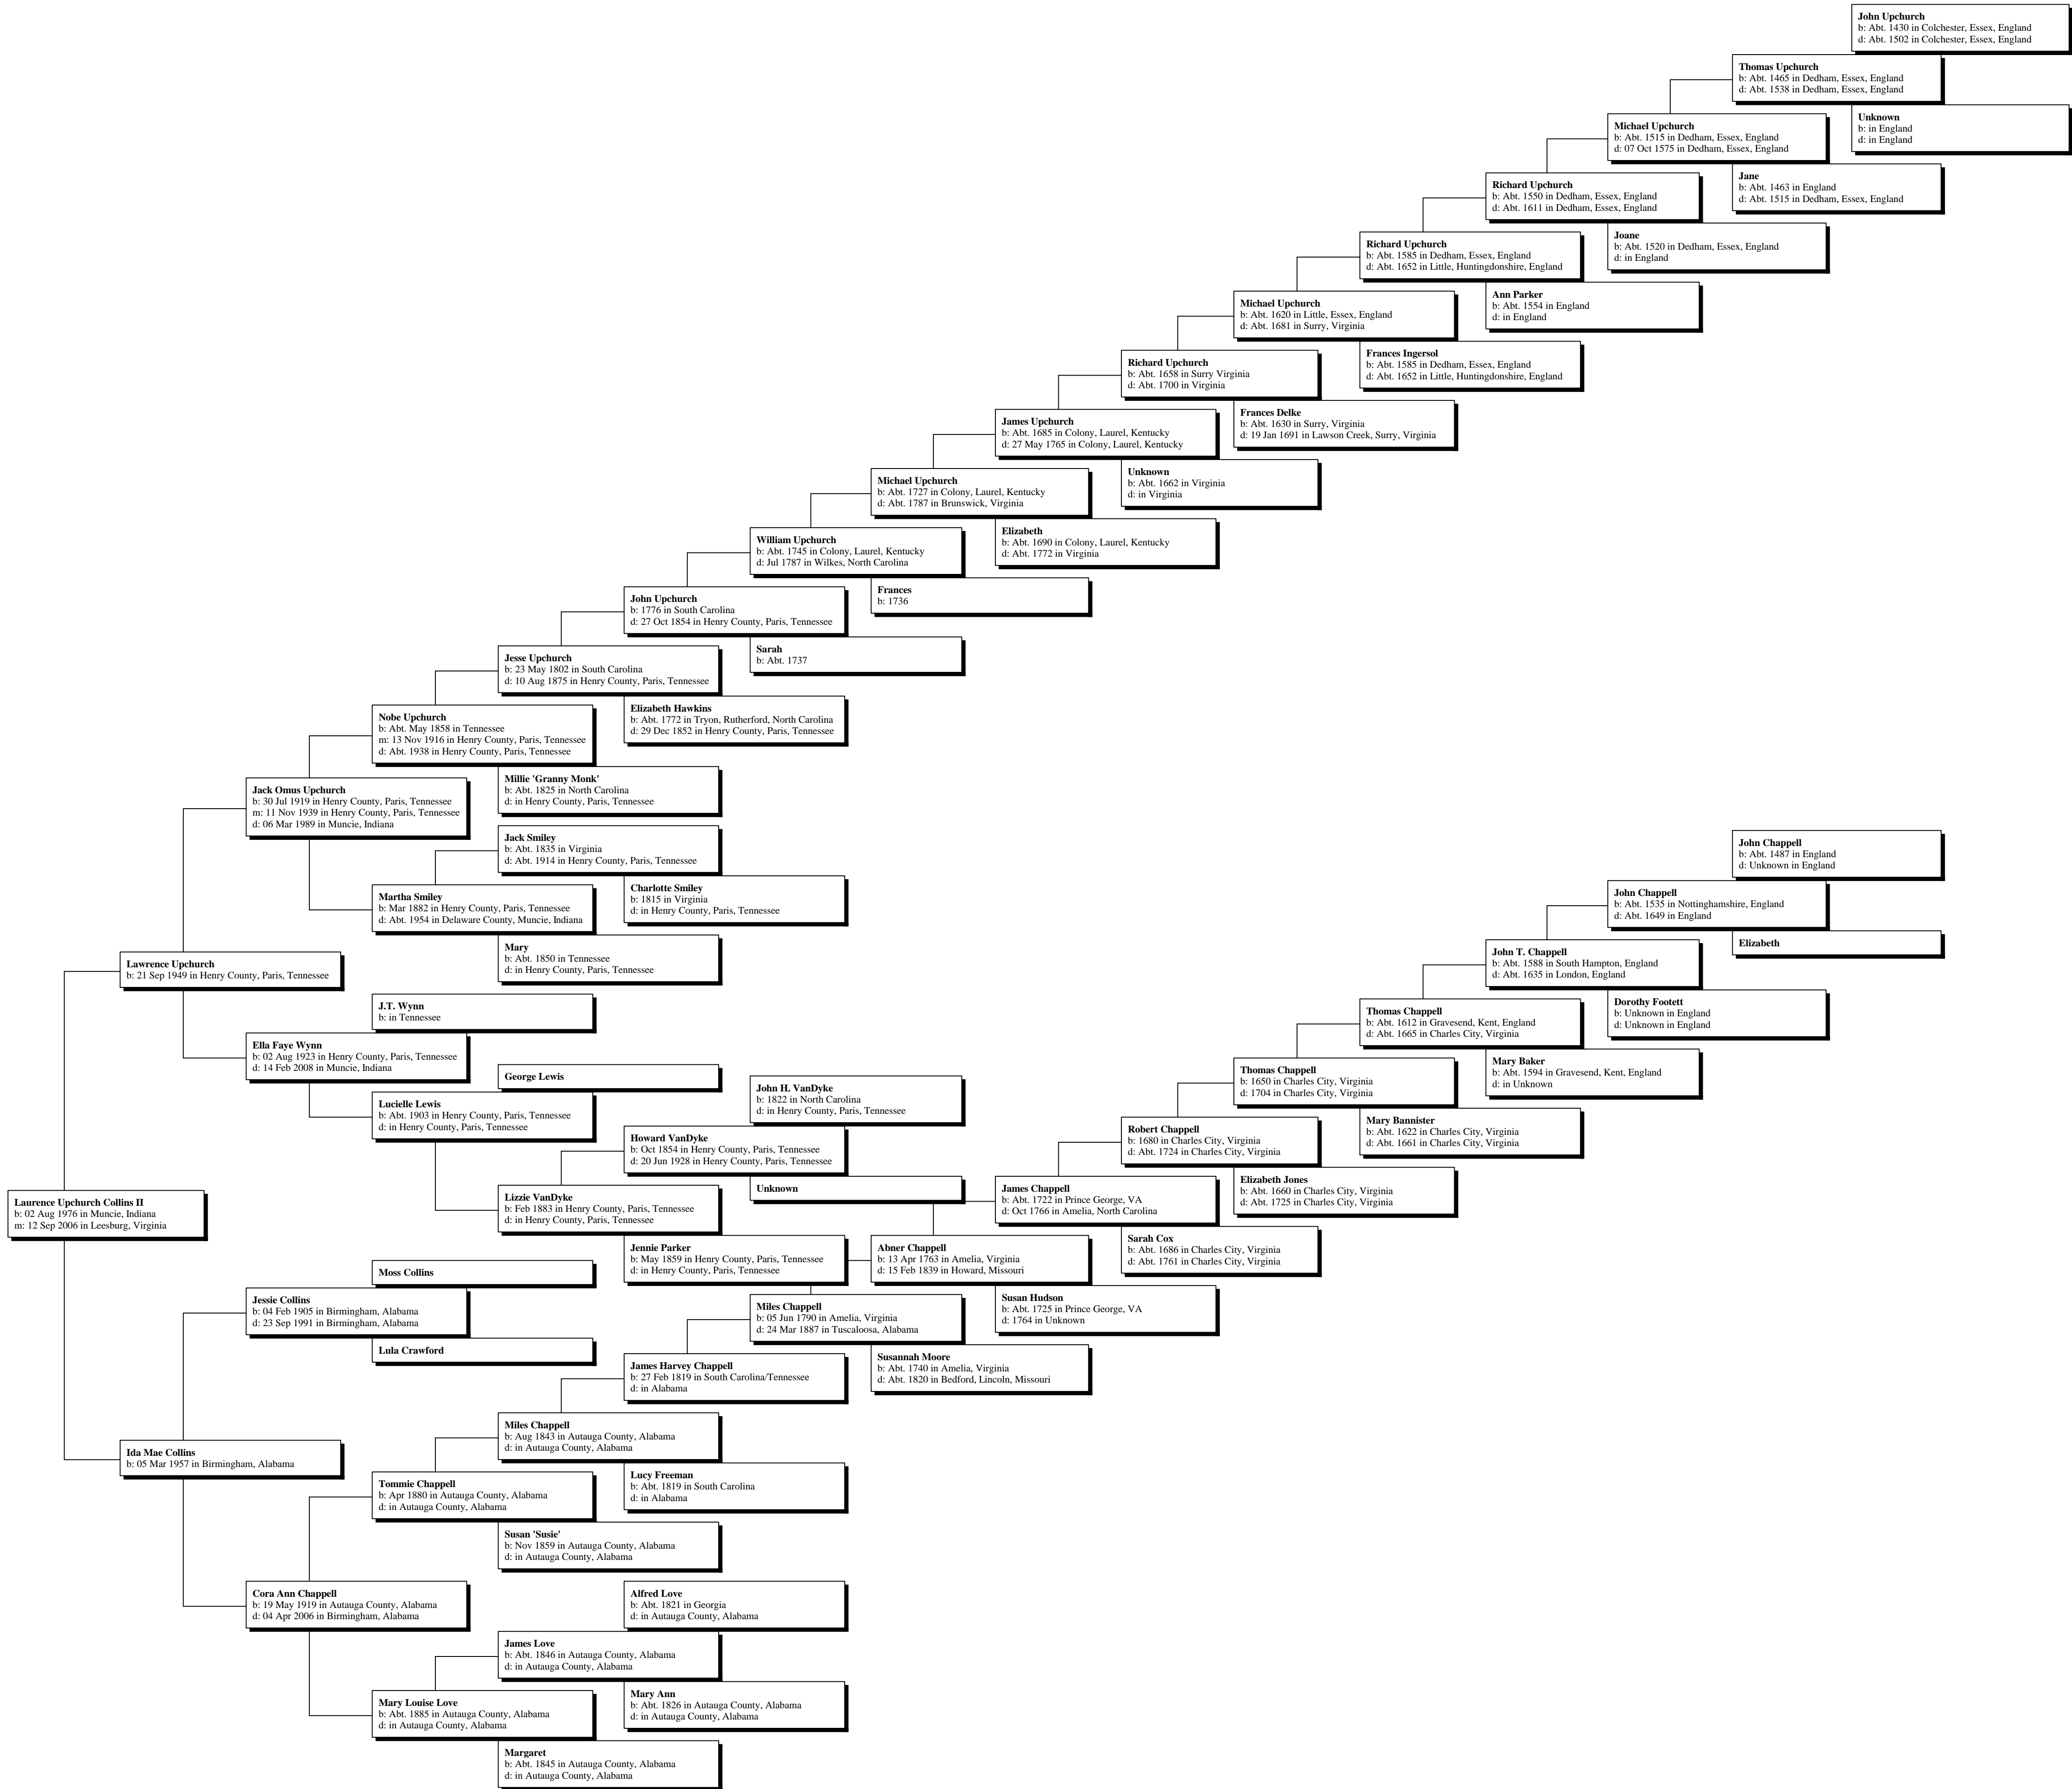 John Upchurch
b: Abt. 1430 in Colchester, Essex, England
d: Abt. 1502 in Colchester, Essex, England
Thomas Upchurch
b: Abt. 1465 in Dedham, Essex, England
d: Abt. 1538 in Dedham, Essex, England
Unknown
b: in England
d: in England
Michael Upchurch
b: Abt. 1515 in Dedham, Essex, England
d: 07 Oct 1575 in Dedham, Essex, England
Jane
b: Abt. 1463 in England
d: Abt. 1515 in Dedham, Essex, England
Richard Upchurch
b: Abt. 1550 in Dedham, Essex, England
d: Abt. 1611 in Dedham, Essex, England
Joane
b: Abt. 1520 in Dedham, Essex, England
d: in England
Richard Upchurch
b: Abt. 1585 in Dedham, Essex, England
d: Abt. 1652 in Little, Huntingdonshire, England
Ann Parker
b: Abt. 1554 in England
d: in England
Michael Upchurch
b: Abt. 1620 in Little, Essex, England
d: Abt. 1681 in Surry, Virginia
Frances Ingersol
b: Abt. 1585 in Dedham, Essex, England
d: Abt. 1652 in Little, Huntingdonshire, England
Richard Upchurch
b: Abt. 1658 in Surry Virginia
d: Abt. 1700 in Virginia
Frances Delke
b: Abt. 1630 in Surry, Virginia
d: 19 Jan 1691 in Lawson Creek, Surry, Virginia
James Upchurch
b: Abt. 1685 in Colony, Laurel, Kentucky
d: 27 May 1765 in Colony, Laurel, Kentucky
Unknown
b: Abt. 1662 in Virginia
d: in Virginia
Michael Upchurch
b: Abt. 1727 in Colony, Laurel, Kentucky
d: Abt. 1787 in Brunswick, Virginia
Elizabeth
b: Abt. 1690 in Colony, Laurel, Kentucky
d: Abt. 1772 in Virginia
William Upchurch
b: Abt. 1745 in Colony, Laurel, Kentucky
d: Jul 1787 in Wilkes, North Carolina
Frances
b: 1736
John Upchurch
b: 1776 in South Carolina
d: 27 Oct 1854 in Henry County, Paris, Tennessee
Sarah
b: Abt. 1737
Jesse Upchurch
b: 23 May 1802 in South Carolina
d: 10 Aug 1875 in Henry County, Paris, Tennessee
Elizabeth Hawkins
b: Abt. 1772 in Tryon, Rutherford, North Carolina
d: 29 Dec 1852 in Henry County, Paris, Tennessee
Nobe Upchurch
b: Abt. May 1858 in Tennessee
m: 13 Nov 1916 in Henry County, Paris, Tennessee
d: Abt. 1938 in Henry County, Paris, Tennessee
Millie 'Granny Monk'
b: Abt. 1825 in North Carolina
d: in Henry County, Paris, Tennessee
Jack Omus Upchurch
b: 30 Jul 1919 in Henry County, Paris, Tennessee
m: 11 Nov 1939 in Henry County, Paris, Tennessee
d: 06 Mar 1989 in Muncie, Indiana
Jack Smiley
b: Abt. 1835 in Virginia
d: Abt. 1914 in Henry County, Paris, Tennessee
Charlotte Smiley
b: 1815 in Virginia
d: in Henry County, Paris, Tennessee
Martha Smiley
b: Mar 1882 in Henry County, Paris, Tennessee
d: Abt. 1954 in Delaware County, Muncie, Indiana
Mary
b: Abt. 1850 in Tennessee
d: in Henry County, Paris, Tennessee
Lawrence Upchurch
b: 21 Sep 1949 in Henry County, Paris, Tennessee
J.T. Wynn
b: in Tennessee
Ella Faye Wynn
b: 02 Aug 1923 in Henry County, Paris, Tennessee
d: 14 Feb 2008 in Muncie, Indiana
George Lewis
Lucielle Lewis
b: Abt. 1903 in Henry County, Paris, Tennessee
d: in Henry County, Paris, Tennessee
John H. VanDyke
b: 1822 in North Carolina
d: in Henry County, Paris, Tennessee
Howard VanDyke
b: Oct 1854 in Henry County, Paris, Tennessee
d: 20 Jun 1928 in Henry County, Paris, Tennessee
Unknown
Lizzie VanDyke
b: Feb 1883 in Henry County, Paris, Tennessee
d: in Henry County, Paris, Tennessee
Jennie Parker
b: May 1859 in Henry County, Paris, Tennessee
d: in Henry County, Paris, Tennessee
Laurence Upchurch Collins II
b: 02 Aug 1976 in Muncie, Indiana
m: 12 Sep 2006 in Leesburg, Virginia
John Chappell
b: Abt. 1487 in England
d: Unknown in England
John Chappell
b: Abt. 1535 in Nottinghamshire, England
d: Abt. 1649 in England
Elizabeth
John T. Chappell
b: Abt. 1588 in South Hampton, England
d: Abt. 1635 in London, England
Dorothy Footett
b: Unknown in England
d: Unknown in England
Thomas Chappell
b: Abt. 1612 in Gravesend, Kent, England
d: Abt. 1665 in Charles City, Virginia
Mary Baker
b: Abt. 1594 in Gravesend, Kent, England
d: in Unknown
Thomas Chappell
b: 1650 in Charles City, Virginia
d: 1704 in Charles City, Virginia
Mary Bannister
b: Abt. 1622 in Charles City, Virginia
d: Abt. 1661 in Charles City, Virginia
Robert Chappell
b: 1680 in Charles City, Virginia
d: Abt. 1724 in Charles City, Virginia
Elizabeth Jones
b: Abt. 1660 in Charles City, Virginia
d: Abt. 1725 in Charles City, Virginia
James Chappell
b: Abt. 1722 in Prince George, VA
d: Oct 1766 in Amelia, North Carolina
Sarah Cox
b: Abt. 1686 in Charles City, Virginia
d: Abt. 1761 in Charles City, Virginia
Abner Chappell
b: 13 Apr 1763 in Amelia, Virginia
d: 15 Feb 1839 in Howard, Missouri
Susan Hudson
b: Abt. 1725 in Prince George, VA
d: 1764 in Unknown
Miles Chappell
b: 05 Jun 1790 in Amelia, Virginia
d: 24 Mar 1887 in Tuscaloosa, Alabama
Susannah Moore
b: Abt. 1740 in Amelia, Virginia
d: Abt. 1820 in Bedford, Lincoln, Missouri
Moss Collins
Jessie Collins
b: 04 Feb 1905 in Birmingham, Alabama
d: 23 Sep 1991 in Birmingham, Alabama
Lula Crawford
James Harvey Chappell
b: 27 Feb 1819 in South Carolina/Tennessee
d: in Alabama
Miles Chappell
b: Aug 1843 in Autauga County, Alabama
d: in Autauga County, Alabama
Lucy Freeman
b: Abt. 1819 in South Carolina
d: in Alabama
Ida Mae Collins
b: 05 Mar 1957 in Birmingham, Alabama
Tommie Chappell
b: Apr 1880 in Autauga County, Alabama
d: in Autauga County, Alabama
Susan 'Susie'
b: Nov 1859 in Autauga County, Alabama
d: in Autauga County, Alabama
Cora Ann Chappell
b: 19 May 1919 in Autauga County, Alabama
d: 04 Apr 2006 in Birmingham, Alabama
Alfred Love
b: Abt. 1821 in Georgia
d: in Autauga County, Alabama
James Love
b: Abt. 1846 in Autauga County, Alabama
d: in Autauga County, Alabama
Mary Ann
b: Abt. 1826 in Autauga County, Alabama
d: in Autauga County, Alabama
Mary Louise Love
b: Abt. 1885 in Autauga County, Alabama
d: in Autauga County, Alabama
Margaret
b: Abt. 1845 in Autauga County, Alabama
d: in Autauga County, Alabama